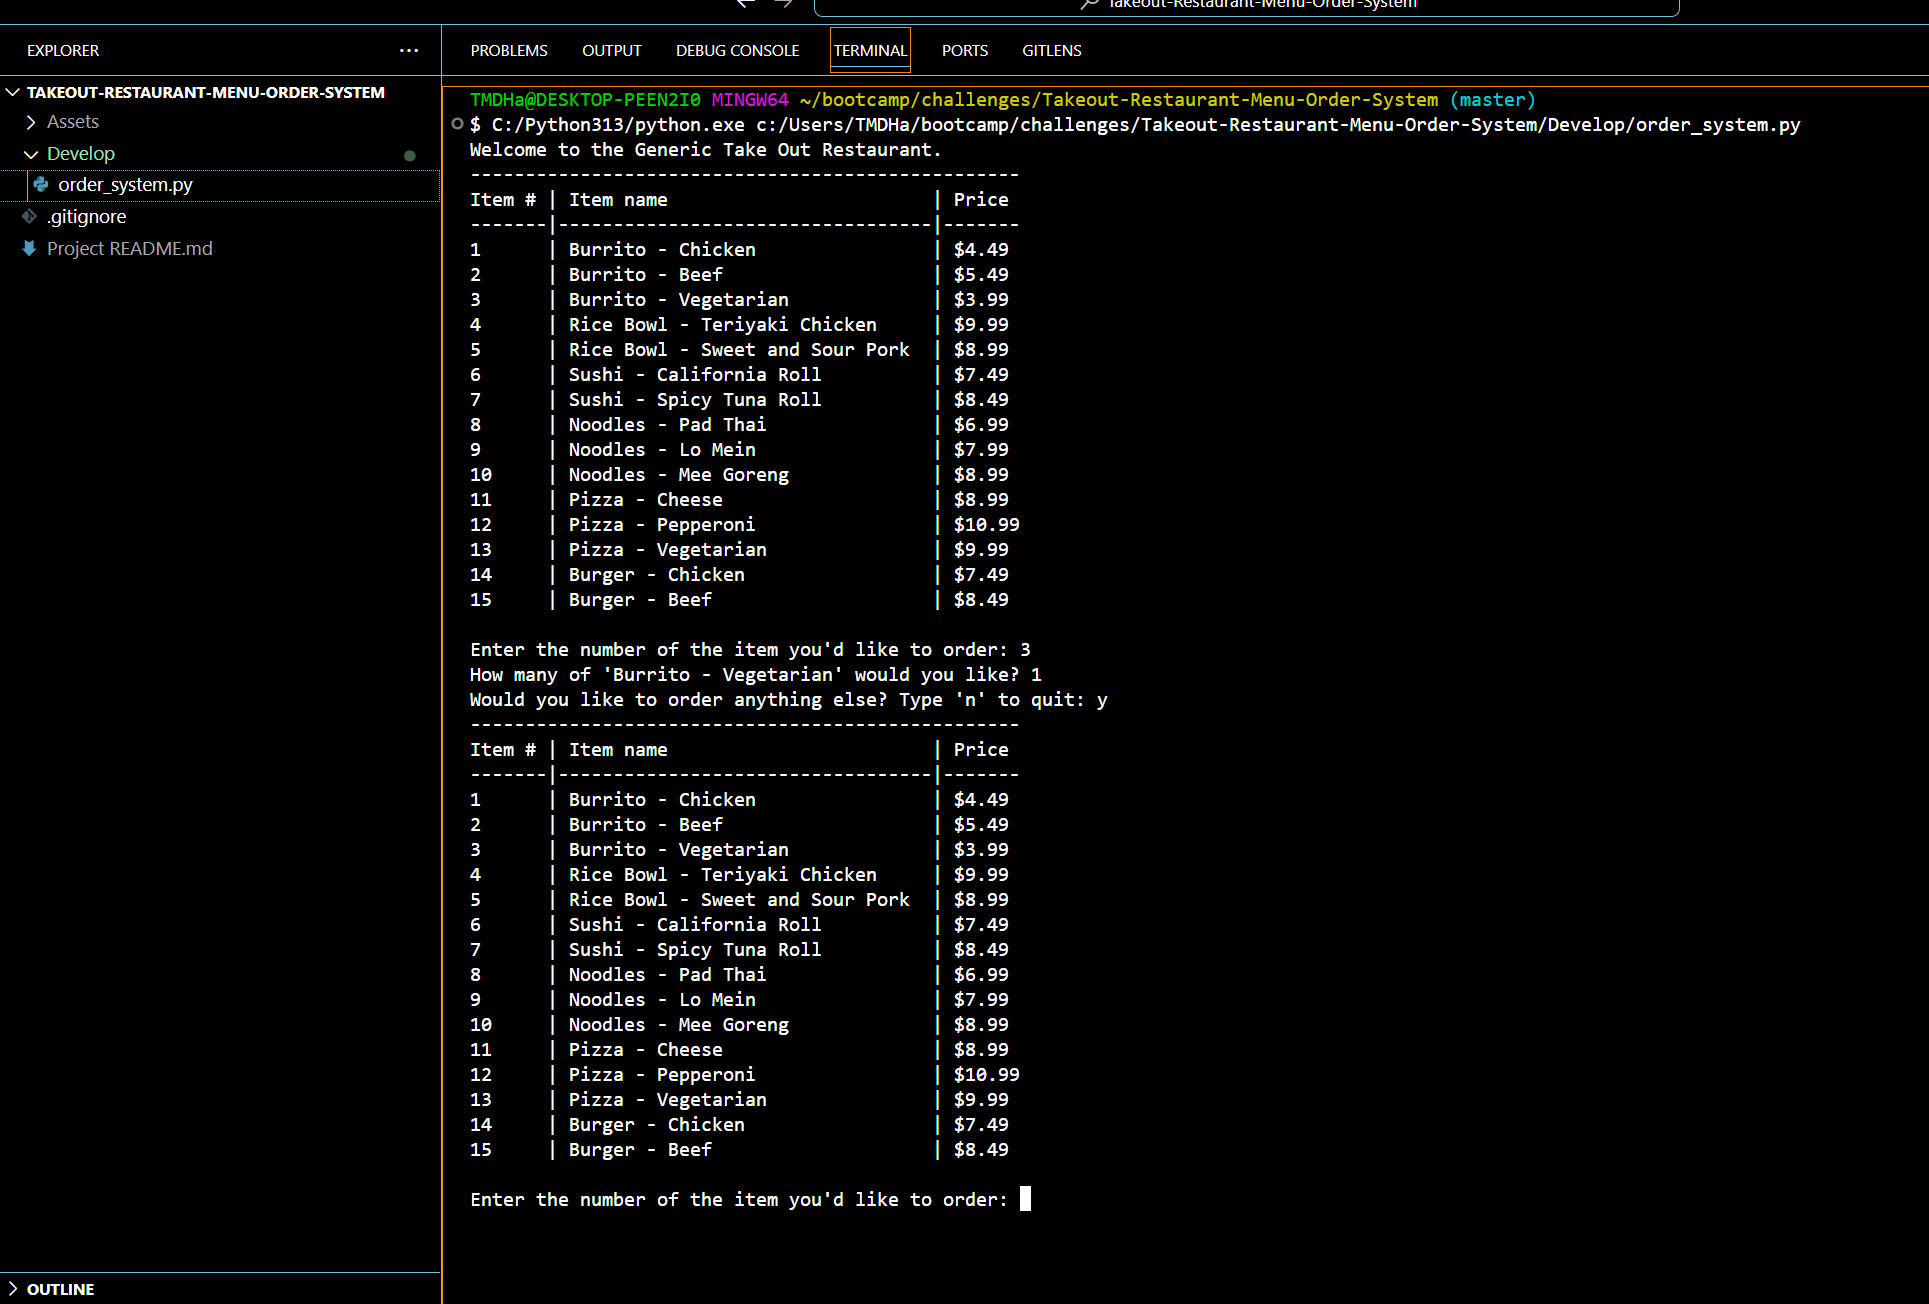 Takeout-Restaurant-Menu-Order-System
EXPLORER
PROBLEMS OUTPUT DEBUG CONSOLE TERMINAL PORTS GITLENS
TAKEOUT-RESTAURANT-MENU-ORDER-SYSTEM
Assets
Develop
order_system.py
.gitignore
Project README.md
OUTLINE
TMDHa@DESKTOP-PEEN2I0 MINGW64 ~/bootcamp/challenges/Takeout-Restaurant-Menu-Order-System (master)
$ C:/Python313/python.exe c:/Users/TMDHa/bootcamp/challenges/Takeout-Restaurant-Menu-Order-System/Develop/order_system.py
Welcome to the Generic Take Out Restaurant.
--------------------------------------------------
Item # | Item name                        | Price
-------|----------------------------------|-------
1      | Burrito - Chicken                | $4.49
2      | Burrito - Beef                   | $5.49
3      | Burrito - Vegetarian             | $3.99
4      | Rice Bowl - Teriyaki Chicken     | $9.99
5      | Rice Bowl - Sweet and Sour Pork  | $8.99
6      | Sushi - California Roll          | $7.49
7      | Sushi - Spicy Tuna Roll          | $8.49
8      | Noodles - Pad Thai               | $6.99
9      | Noodles - Lo Mein                | $7.99
10     | Noodles - Mee Goreng             | $8.99
11     | Pizza - Cheese                   | $8.99
12     | Pizza - Pepperoni                | $10.99
13     | Pizza - Vegetarian               | $9.99
14     | Burger - Chicken                 | $7.49
15     | Burger - Beef                    | $8.49
Enter the number of the item you'd like to order: 3
How many of 'Burrito - Vegetarian' would you like? 1
Would you like to order anything else? Type 'n' to quit: y
--------------------------------------------------
Item # | Item name                        | Price
-------|----------------------------------|-------
1      | Burrito - Chicken                | $4.49
2      | Burrito - Beef                   | $5.49
3      | Burrito - Vegetarian             | $3.99
4      | Rice Bowl - Teriyaki Chicken     | $9.99
5      | Rice Bowl - Sweet and Sour Pork  | $8.99
6      | Sushi - California Roll          | $7.49
7      | Sushi - Spicy Tuna Roll          | $8.49
8      | Noodles - Pad Thai               | $6.99
9      | Noodles - Lo Mein                | $7.99
10     | Noodles - Mee Goreng             | $8.99
11     | Pizza - Cheese                   | $8.99
12     | Pizza - Pepperoni                | $10.99
13     | Pizza - Vegetarian               | $9.99
14     | Burger - Chicken                 | $7.49
15     | Burger - Beef                    | $8.49
Enter the number of the item you'd like to order: